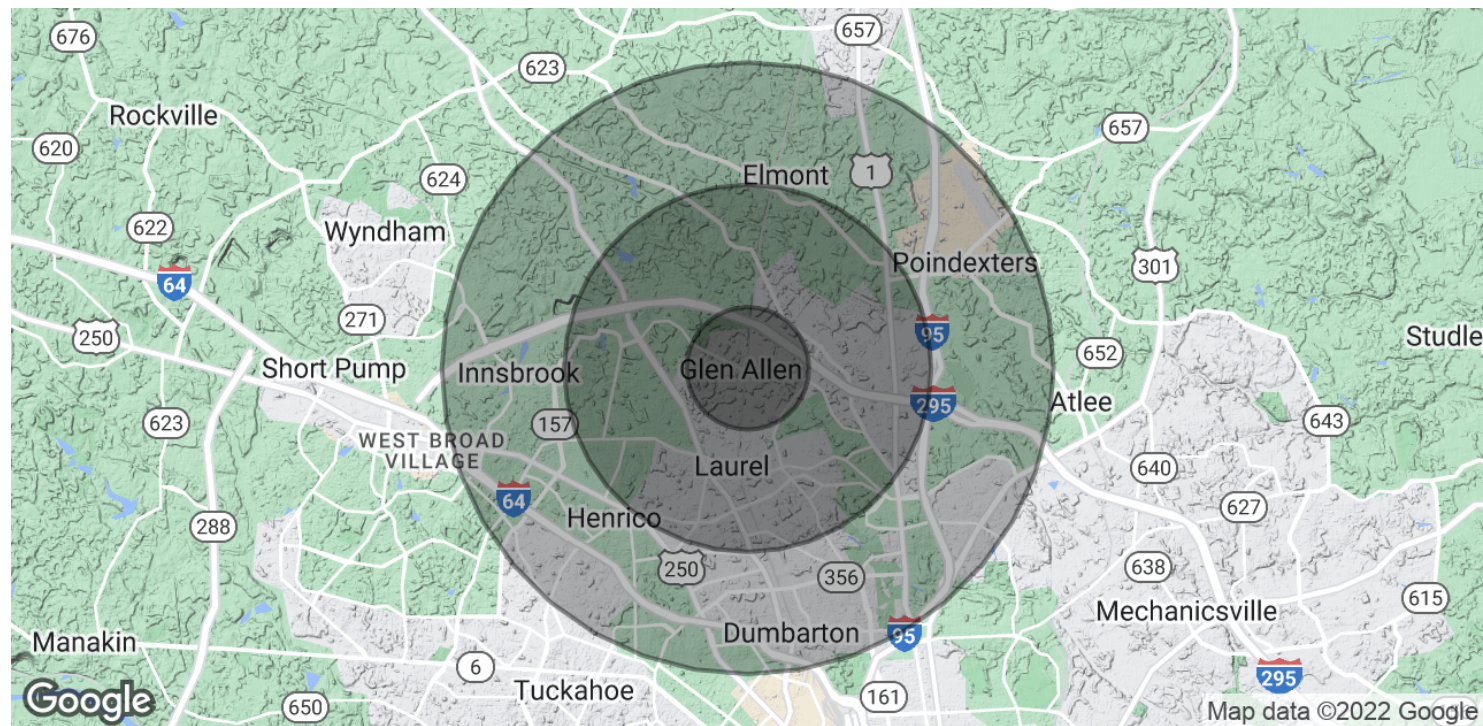 676
657
623
Rockville
657
620
1
Elmont
624
622
Wyndham
Poindexters
301
64
271
95
250
Studle
652
Short Pump
Innsbrook
Glen Allen
295
Atlee
623
157
643
WEST BROAD
VILLAGE
Laurel
640
64
627
288
Henrico
250
356
638
615
Mechanicsville
Manakin
Dumbarton
95
6
295
Tuckahoe
161
650
Google
Map data ©2022 Google